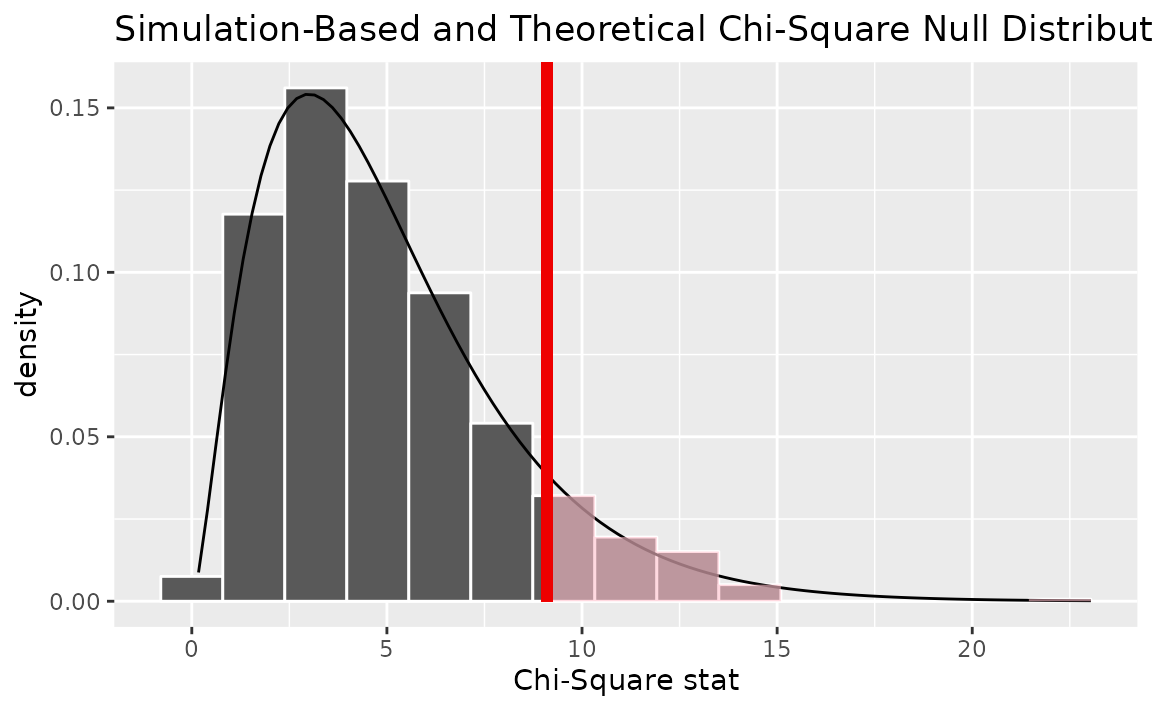 Simulation-Based and Theoretical Chi-Square Null Distribut
0.15
0.10
0.05
0.00
density
0 5 10 15 20
Chi-Square stat